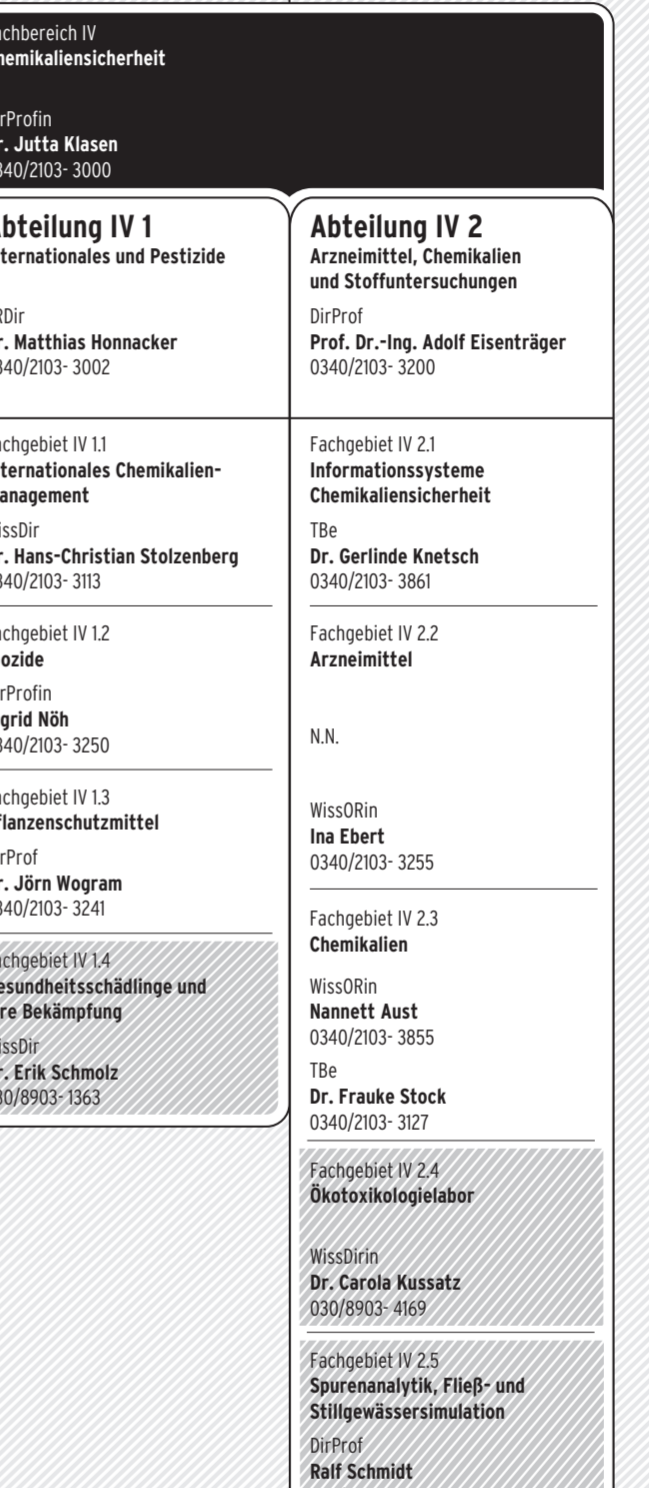 achbereich IV
hemikaliensicherheit
rProfin
r. Jutta Klasen
340/2103- 3000
bteilung IV 1
ternationales und Pestizide
RDir
r. Matthias Honnacker
340/2103- 3002
achgebiet IV 1.1
ternationales Chemikalien-
anagement
issDir
r. Hans-Christian Stolzenberg
340/2103- 3113
achgebiet IV 1.2
ozide
rProfin
grid Nöh
340/2103- 3250
achgebiet IV 1.3
flanzenschutzmittel
rProf
r. Jörn Wogram
340/2103- 3241
achgebiet IV 1.4
esundheitsschädlinge und
re Bekämpfung
issDir
r. Erik Schmolz
30/8903- 1363
Abteilung IV 2
Arzneimittel, Chemikalien
und Stoffuntersuchungen
DirProf
Prof. Dr.-Ing. Adolf Eisenträger
0340/2103- 3200
Fachgebiet IV 2.1
Informationssysteme
Chemikaliensicherheit
TBe
Dr. Gerlinde Knetsch
0340/2103- 3861
Fachgebiet IV 2.2
Arzneimittel
N.N.
WissORin
Ina Ebert
0340/2103- 3255
Fachgebiet IV 2.3
Chemikalien
WissORin
Nannett Aust
0340/2103- 3855
TBe
Dr. Frauke Stock
0340/2103- 3127
Fachgebiet IV 2.4
Ökotoxikologielabor
WissDirin
Dr. Carola Kussatz
030/8903- 4169
Fachgebiet IV 2.5
Spurenanalytik, Fließ- und
Stillgewässersimulation
DirProf
Ralf Schmidt